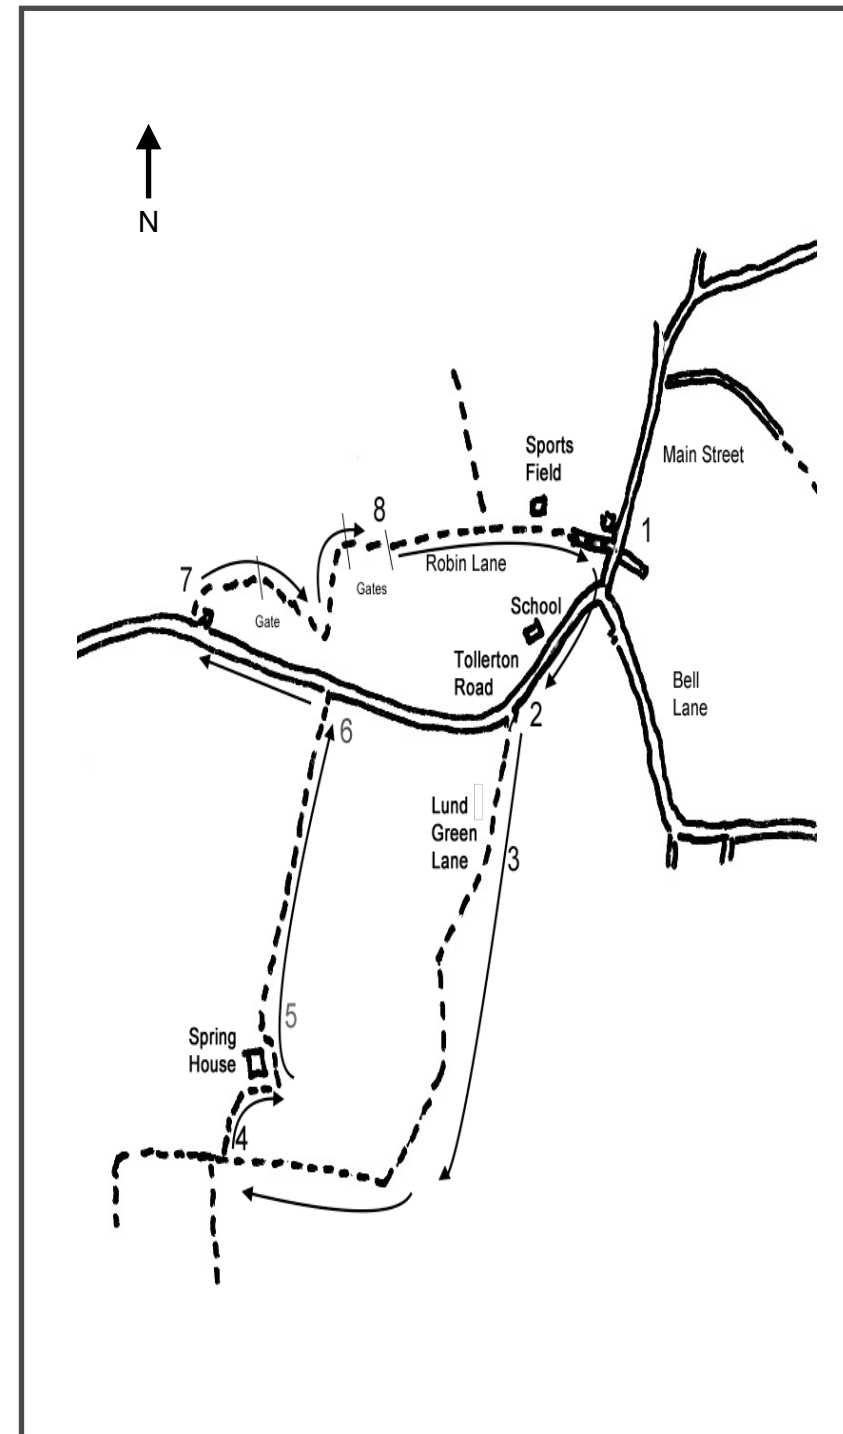 N
Sports
Field
Main Street
8
1
Robin Lane
7
Gates
School
Gate
Tollerton
Road
Bell
Lane
2
6
Lund
Green
Lane
3
5
Spring
House
4